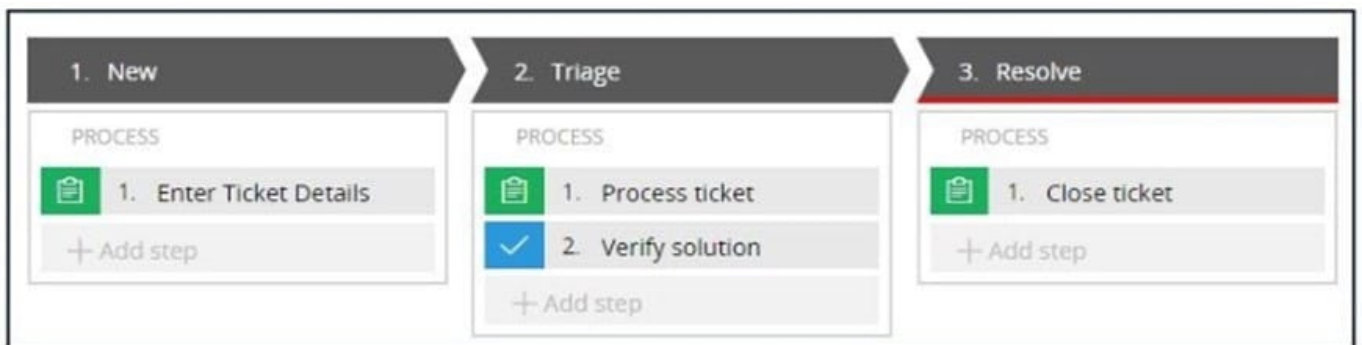 1. New
2. Triage
3. Resolve
PROCESS
PROCESS
PROCESS
1. Enter Ticket Details
1. Process ticket
1. Close ticket
+ Add step
2. Verify solution
+ Add step
+ Add step